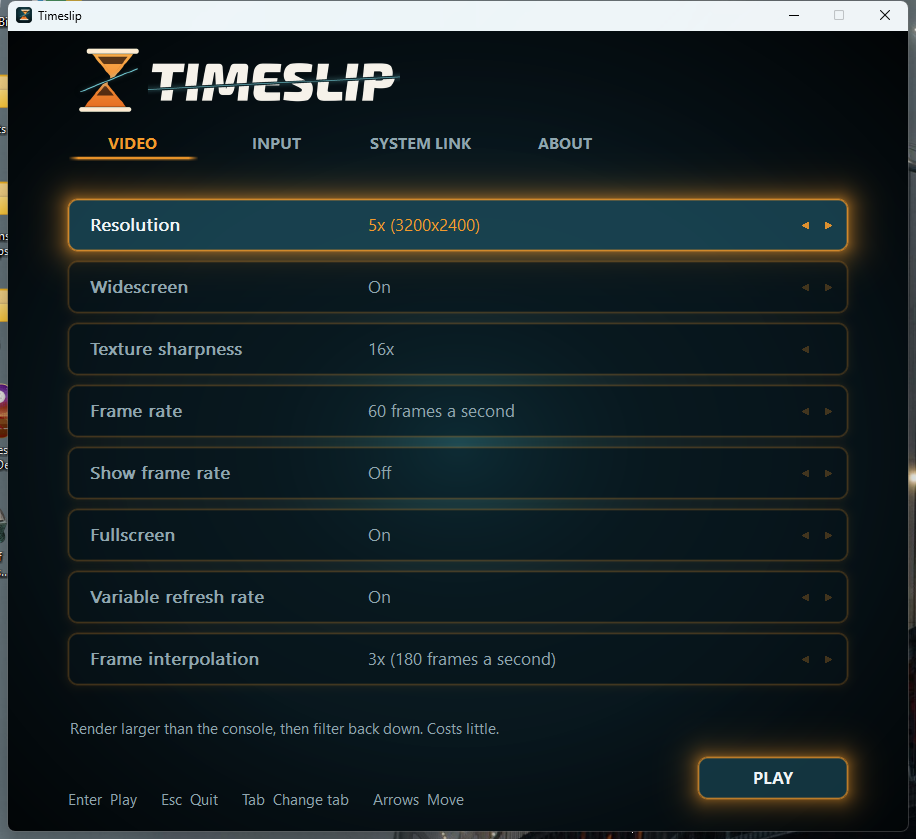 Timeslip
TIMESLIP
VIDEO INPUT SYSTEM LINK ABOUT
Resolution 5x (3200x2400)
Widescreen On
Texture sharpness 16x
Frame rate 60 frames a second
Show frame rate Off
Fullscreen On
Variable refresh rate On
Frame interpolation 3x (180 frames a second)
Render larger than the console, then filter back down. Costs little.
PLAY
Enter Play Esc Quit Tab Change tab Arrows Move